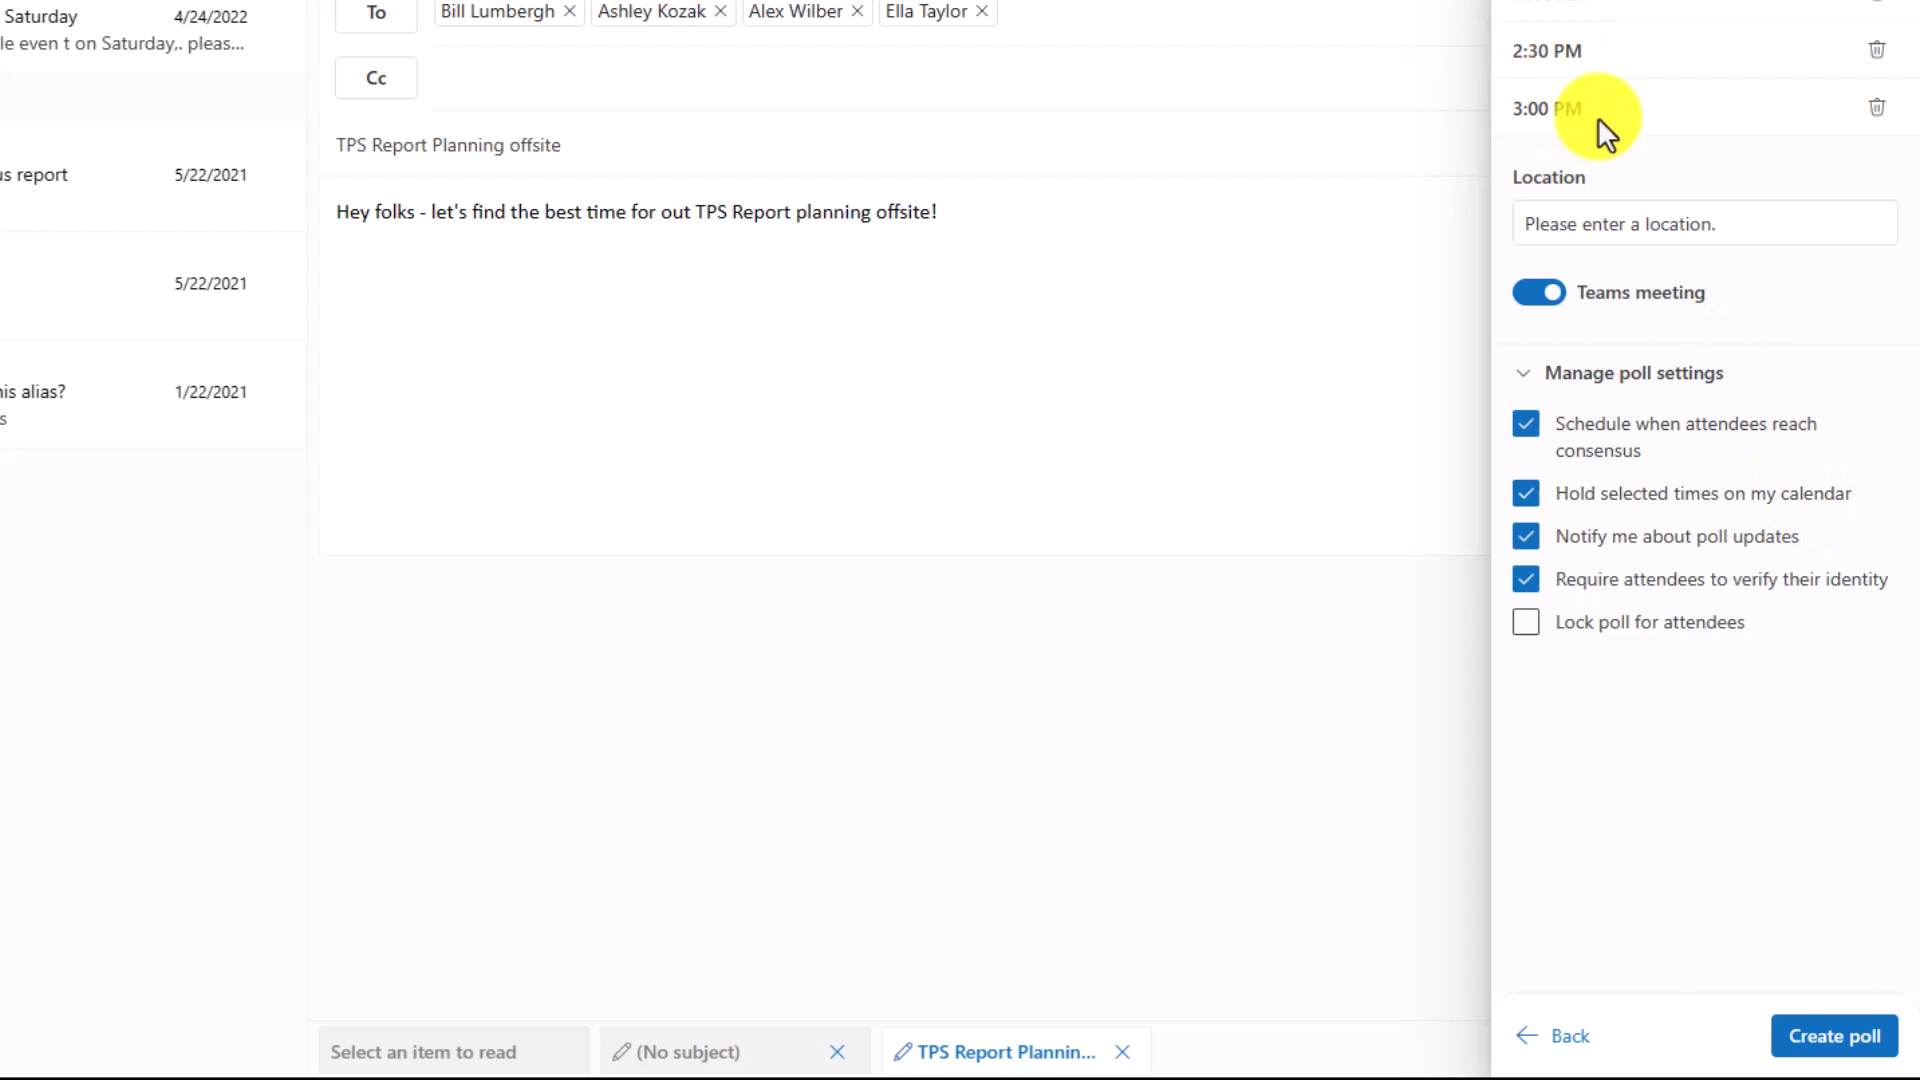 Saturday
4/24/2022
le even t on Saturday,. pleas...
us report
5/22/2021
5/22/2021
his alias?
1/22/2021
s
To
Bill Lumbergh
Ashley Kozak
Alex Wilber
Ella Taylor
Cc
TPS Report Planning offsite
Hey folks - let's find the best time for out TPS Report planning offsite!
2:30 PM
3:00 PM
Location
Please enter a location.
Teams meeting
Manage poll settings
Schedule when attendees reach
consensus
Hold selected times on my calendar
Notify me about poll updates
Require attendees to verify their identity
Lock poll for attendees
Back
Create poll
Select an item to read
(No subject)
TPS Report Plannin...